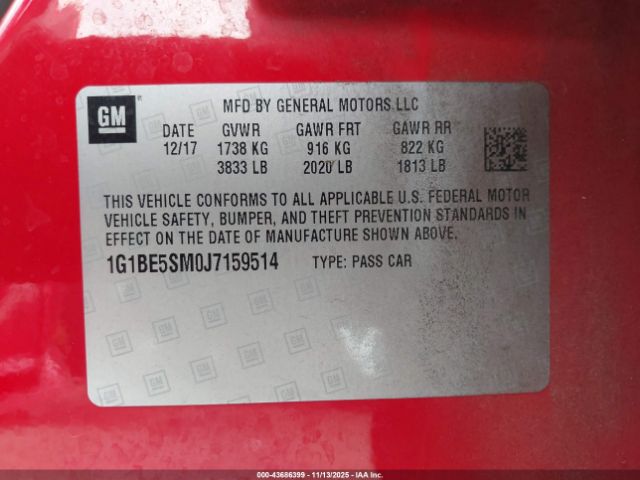 GM
MFD BY GENERAL MOTORS LLC
DATE GVWR GAWR FRT GAWR RR
12/17 1738 KG 916 KG 822 KG
3833 LB 2020 LB 1813 LB
THIS VEHICLE CONFORMS TO ALL APPLICABLE U.S. FEDERAL MOTOR
VEHICLE SAFETY, BUMPER, AND THEFT PREVENTION STANDARDS IN
EFFECT ON THE DATE OF MANUFACTURE SHOWN ABOVE.
1G1BE5SM0J7159514 TYPE: PASS CAR
000-43686399 - 11/13/2025 - IAAI.COM